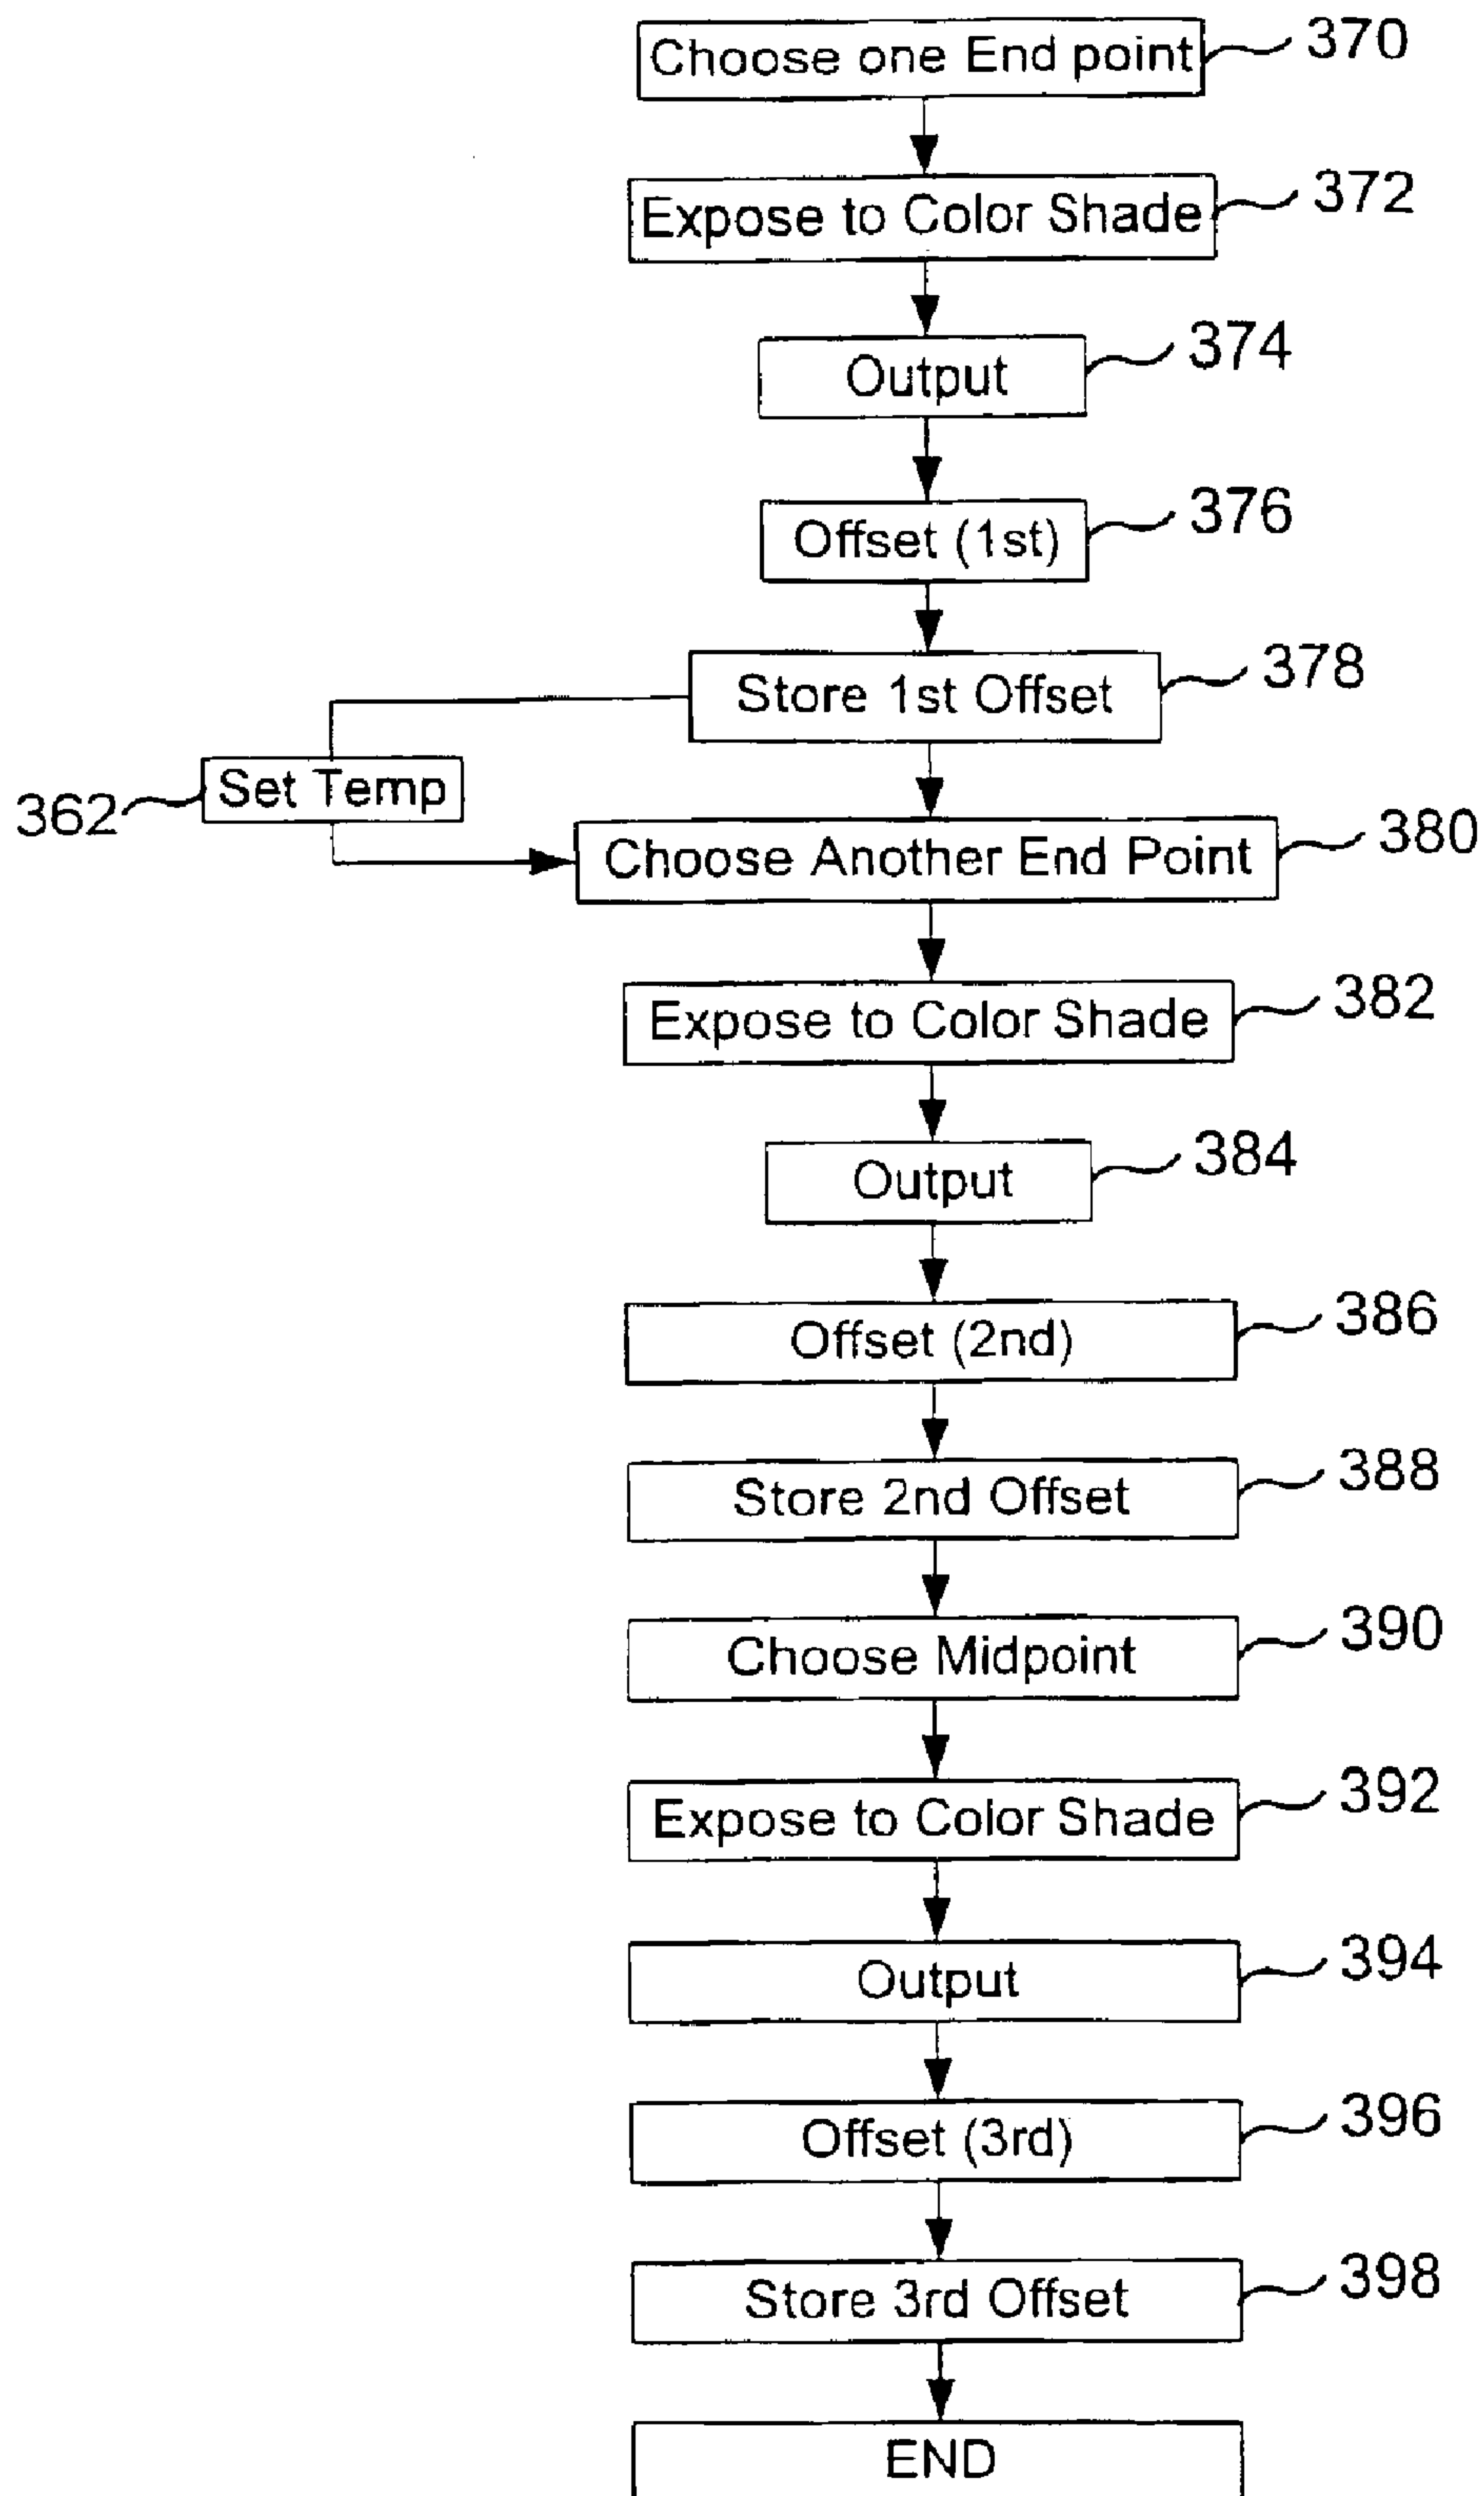 Choose one End point 370
Expose to Color Shade 372
Output 374
Offset (1st) 376
Store 1st Offset 378
Set Temp
362
Choose Another End Point 380
Expose to Color Shade 382
Output 384
Offset (2nd) 386
Store 2nd Offset 388
Choose Midpoint 390
Expose to Color Shade 392
Output 394
Offset (3rd) 396
Store 3rd Offset 398
END